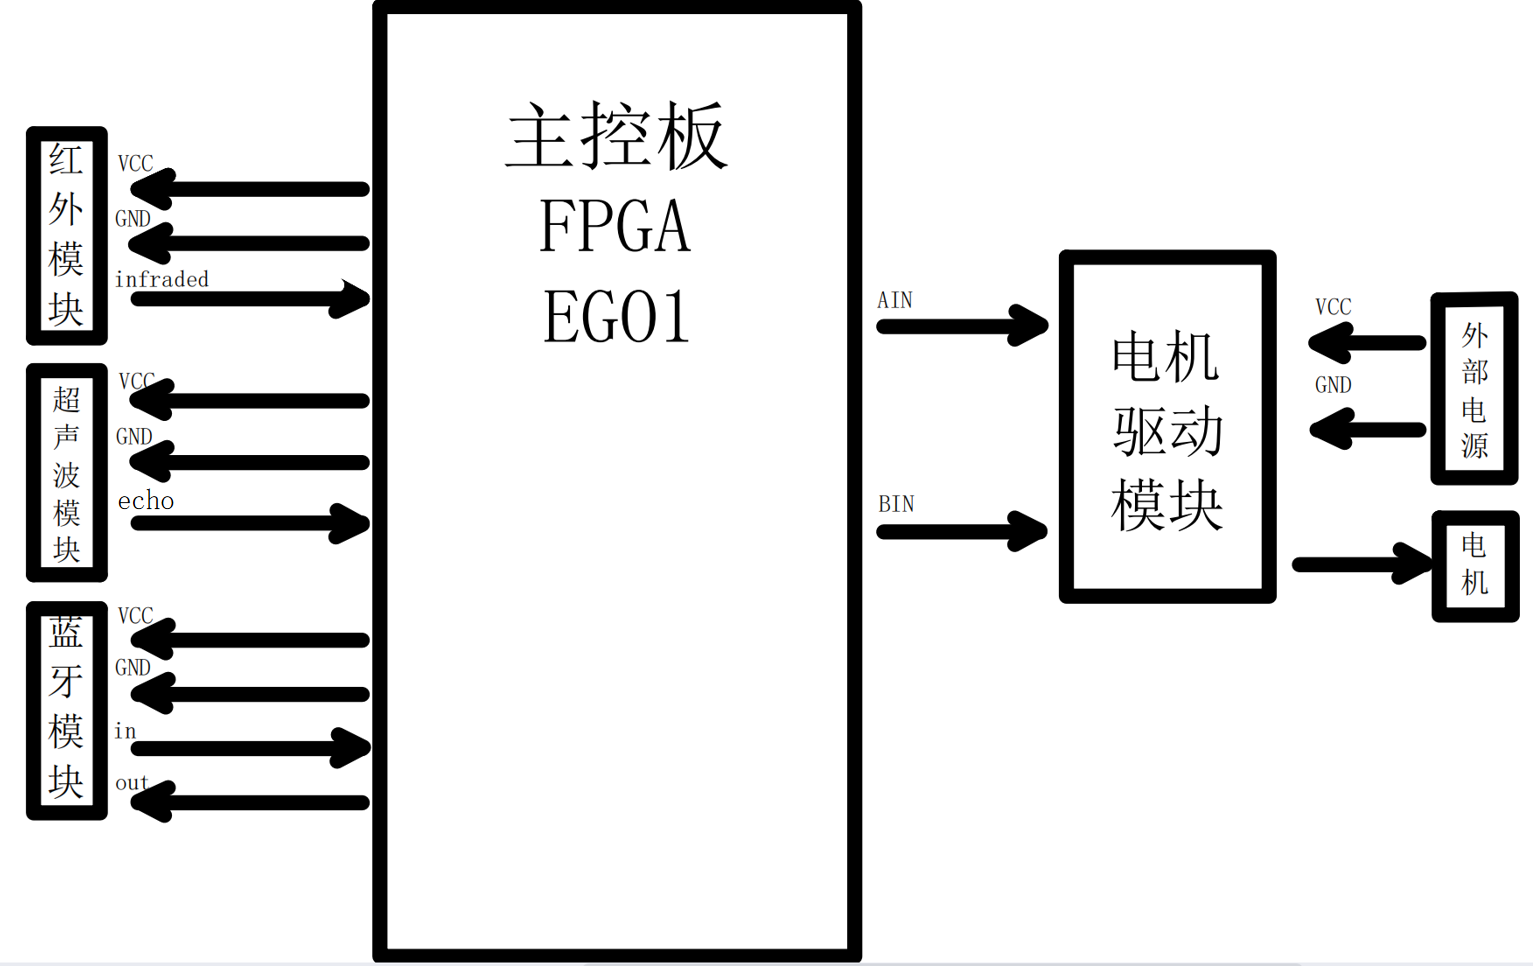 红外模块
VCC
GND
infraded
超声波模块
VCC
GND
echo
蓝牙模块
VCC
GND
in
out
主控板
FPGA
EGO1
AIN
BIN
电机
驱动
模块
VCC
GND
外部电源
电机